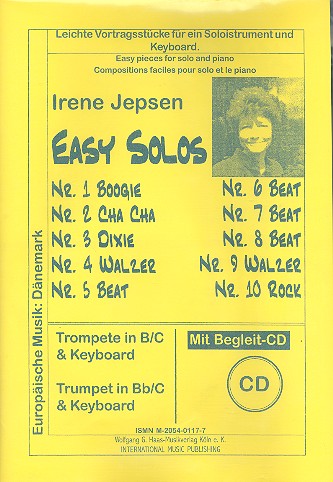 Leichte Vortragsstücke für ein Soloistrument und
Keyboard.
Easy pieces for solo and piano
Compositions faciles pour solo et le piano
Irene Jepsen
Easy Solos
Nr. 1 Boogie
Nr. 2 Cha Cha
Nr. 3 Dixie
Nr. 4 Walzer
Nr. 5 Beat
Nr. 6 Beat
Nr. 7 Beat
Nr. 8 Beat
Nr. 9 Walzer
Nr. 10 Rock
Europäische Musik: Dänemark
Trompete in B/C
& Keyboard
Trumpet in Bb/C
& Keyboard
Mit Begleit-CD
CD
ISMN M-2054-0117-7
Wolfgang G. Haas-Musikverlag Köln e. K.
INTERNATIONAL MUSIC PUBLISHING